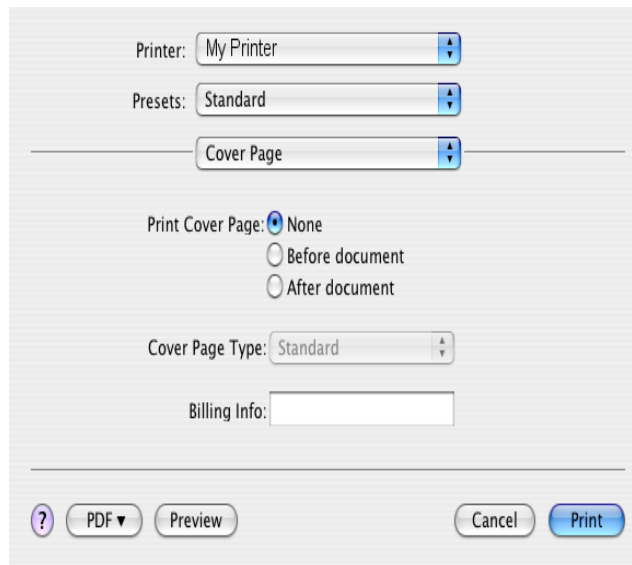 Printer: My Printer
Presets: Standard
Cover Page
Print Cover Page: None
Before document
After document
Cover Page Type: Standard
Billing Info:
? PDF▼ Preview Cancel Print